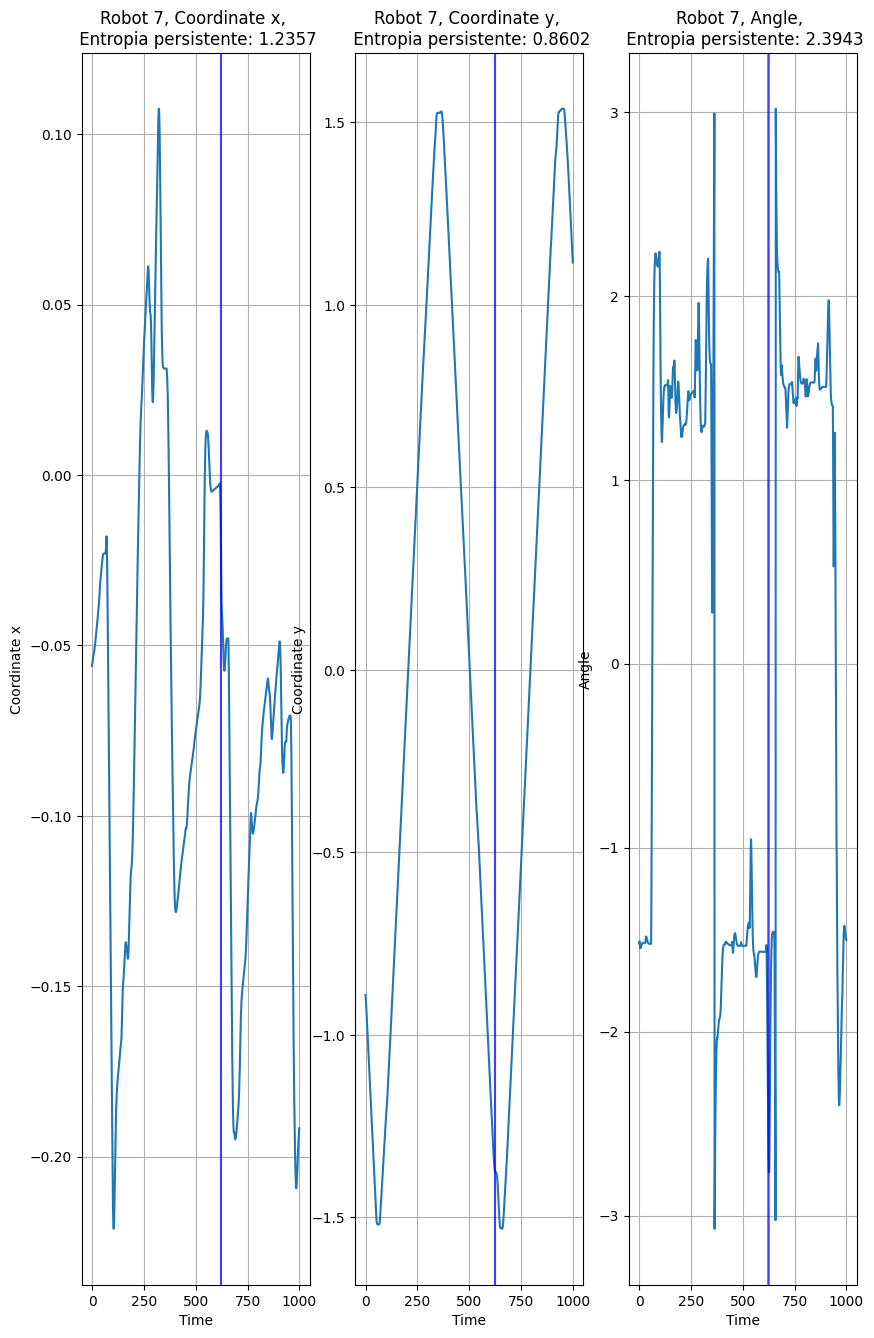 Robot 7, Coordinate x,
Entropia persistente: 1.2357
0.10
0.05
0.00
−0.05
−0.10
−0.15
−0.20
Coordinate x
0 250 500 750 1000
Time
Robot 7, Coordinate y,
Entropia persistente: 0.8602
1.5
1.0
0.5
0.0
−0.5
−1.0
−1.5
Coordinate y
0 250 500 750 1000
Time
Robot 7, Angle,
Entropia persistente: 2.3943
3
2
1
0
−1
−2
−3
Angle
0 250 500 750 1000
Time